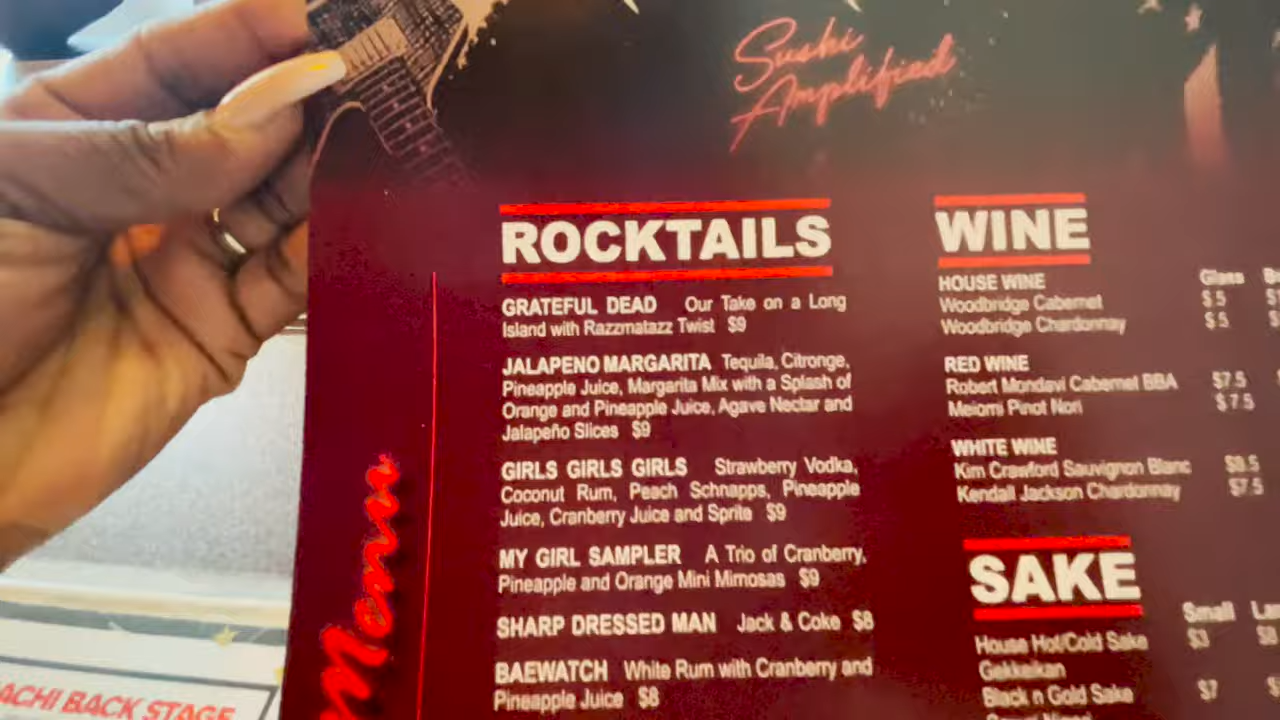 Sushi
Amplified
ROCKTAILS
GRATEFUL DEAD Our Take on a Long
Island with Razzmatazz Twist $9
JALAPENO MARGARITA Tequila, Citronge,
Pineapple Juice, Margarita Mix with a Splash of
Orange and Pineapple Juice, Agave Nectar and
Jalapeño Slices $9
GIRLS GIRLS GIRLS Strawberry Vodka,
Coconut Rum, Peach Schnapps, Pineapple
Juice, Cranberry Juice and Sprite $9
MY GIRL SAMPLER A Trio of Cranberry,
Pineapple and Orange Mini Mimosas $9
SHARP DRESSED MAN Jack & Coke $8
BAEWATCH White Rum with Cranberry and
Pineapple Juice $8
WINE
HOUSE WINE Glass
Woodbridge Cabernet $5
Woodbridge Chardonnay $5
RED WINE
Robert Mondavi Cabernet BBA $7.5
Meiomi Pinot Nori $7.5
WHITE WINE
Kim Crawford Sauvignon Blanc
Kendall Jackson Chardonnay $7.5
SAKE
Small
House Hot/Cold Sake $3
Gekkeikan
Black n Gold Sake $7
Menu
ACHI BACK STAGE